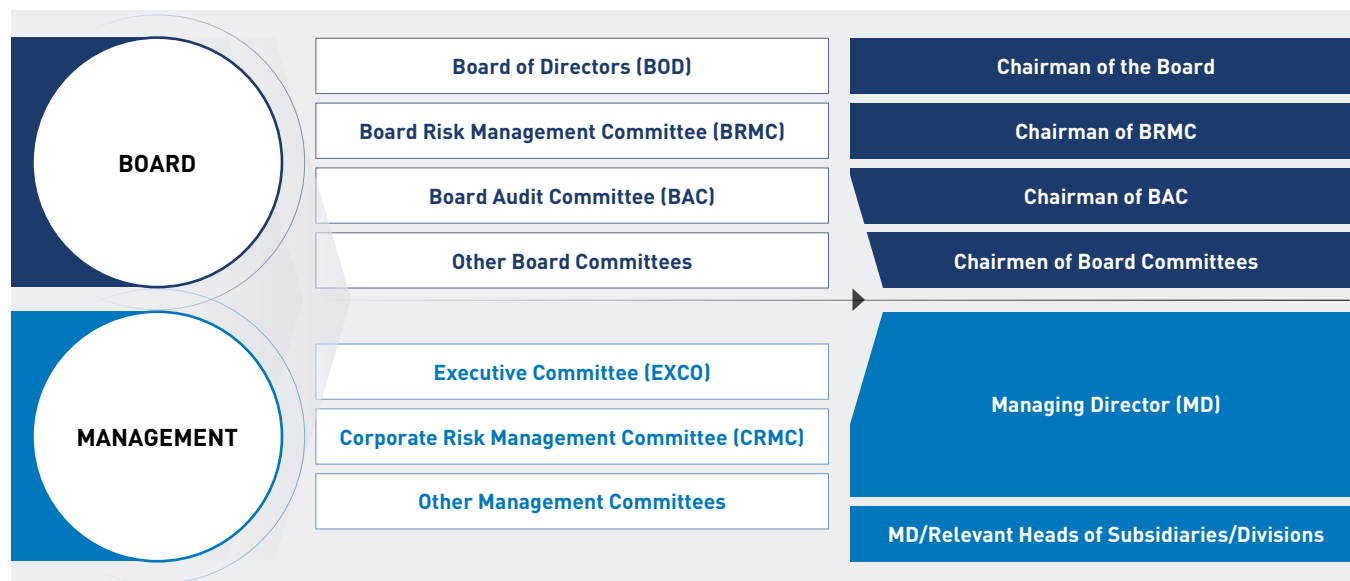 BOARD
Board of Directors (BOD)
Chairman of the Board
Board Risk Management Committee (BRMC)
Chairman of BRMC
Board Audit Committee (BAC)
Chairman of BAC
Other Board Committees
Chairmen of Board Committees
MANAGEMENT
Executive Committee (EXCO)
Managing Director (MD)
Corporate Risk Management Committee (CRMC)
Other Management Committees
MD/Relevant Heads of Subsidiaries/Divisions